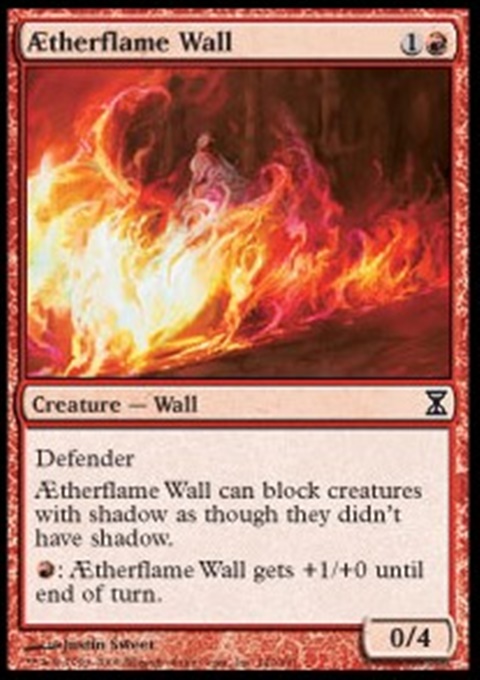 Ætherflame Wall 1
Creature — Wall
Defender
Ætherflame Wall can block creatures
with shadow as though they didn't
have shadow.
: Ætherflame Wall gets +1/+0 until
end of turn.
Justin Sweet
0/4